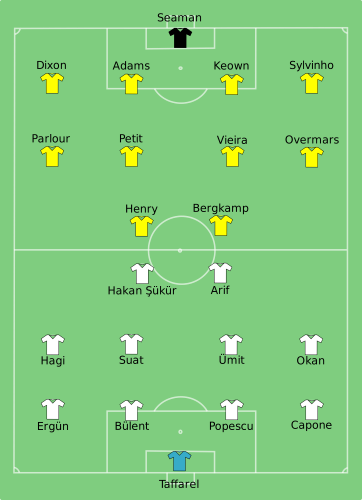 Seaman
Dixon Adams Keown Sylvinho
Parlour Petit Vieira Overmars
Henry Bergkamp
Hakan Şükür Arif
Hagi Suat Ümit Okan
Ergün Bülent Popescu Capone
Taffarel